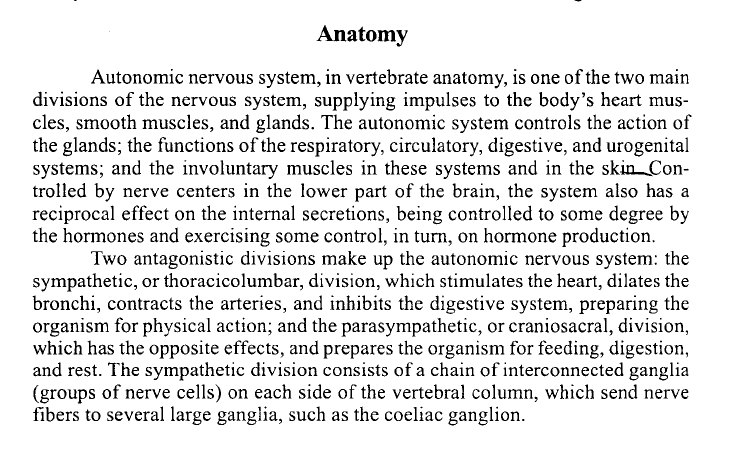 Anatomy
Autonomic nervous system, in vertebrate anatomy, is one of the two main
divisions of the nervous system, supplying impulses to the body's heart mus-
cles, smooth muscles, and glands. The autonomic system controls the action of
the glands; the functions of the respiratory, circulatory, digestive, and urogenital
systems; and the involuntary muscles in these systems and in the skin. Con-
trolled by nerve centers in the lower part of the brain, the system also has a
reciprocal effect on the internal secretions, being controlled to some degree by
the hormones and exercising some control, in turn, on hormone production.
Two antagonistic divisions make up the autonomic nervous system: the
sympathetic, or thoracicolumbar, division, which stimulates the heart, dilates the
bronchi, contracts the arteries, and inhibits the digestive system, preparing the
organism for physical action; and the parasympathetic, or craniosacral, division,
which has the opposite effects, and prepares the organism for feeding, digestion,
and rest. The sympathetic division consists of a chain of interconnected ganglia
(groups of nerve cells) on each side of the vertebral column, which send nerve
fibers to several large ganglia, such as the coeliac ganglion.